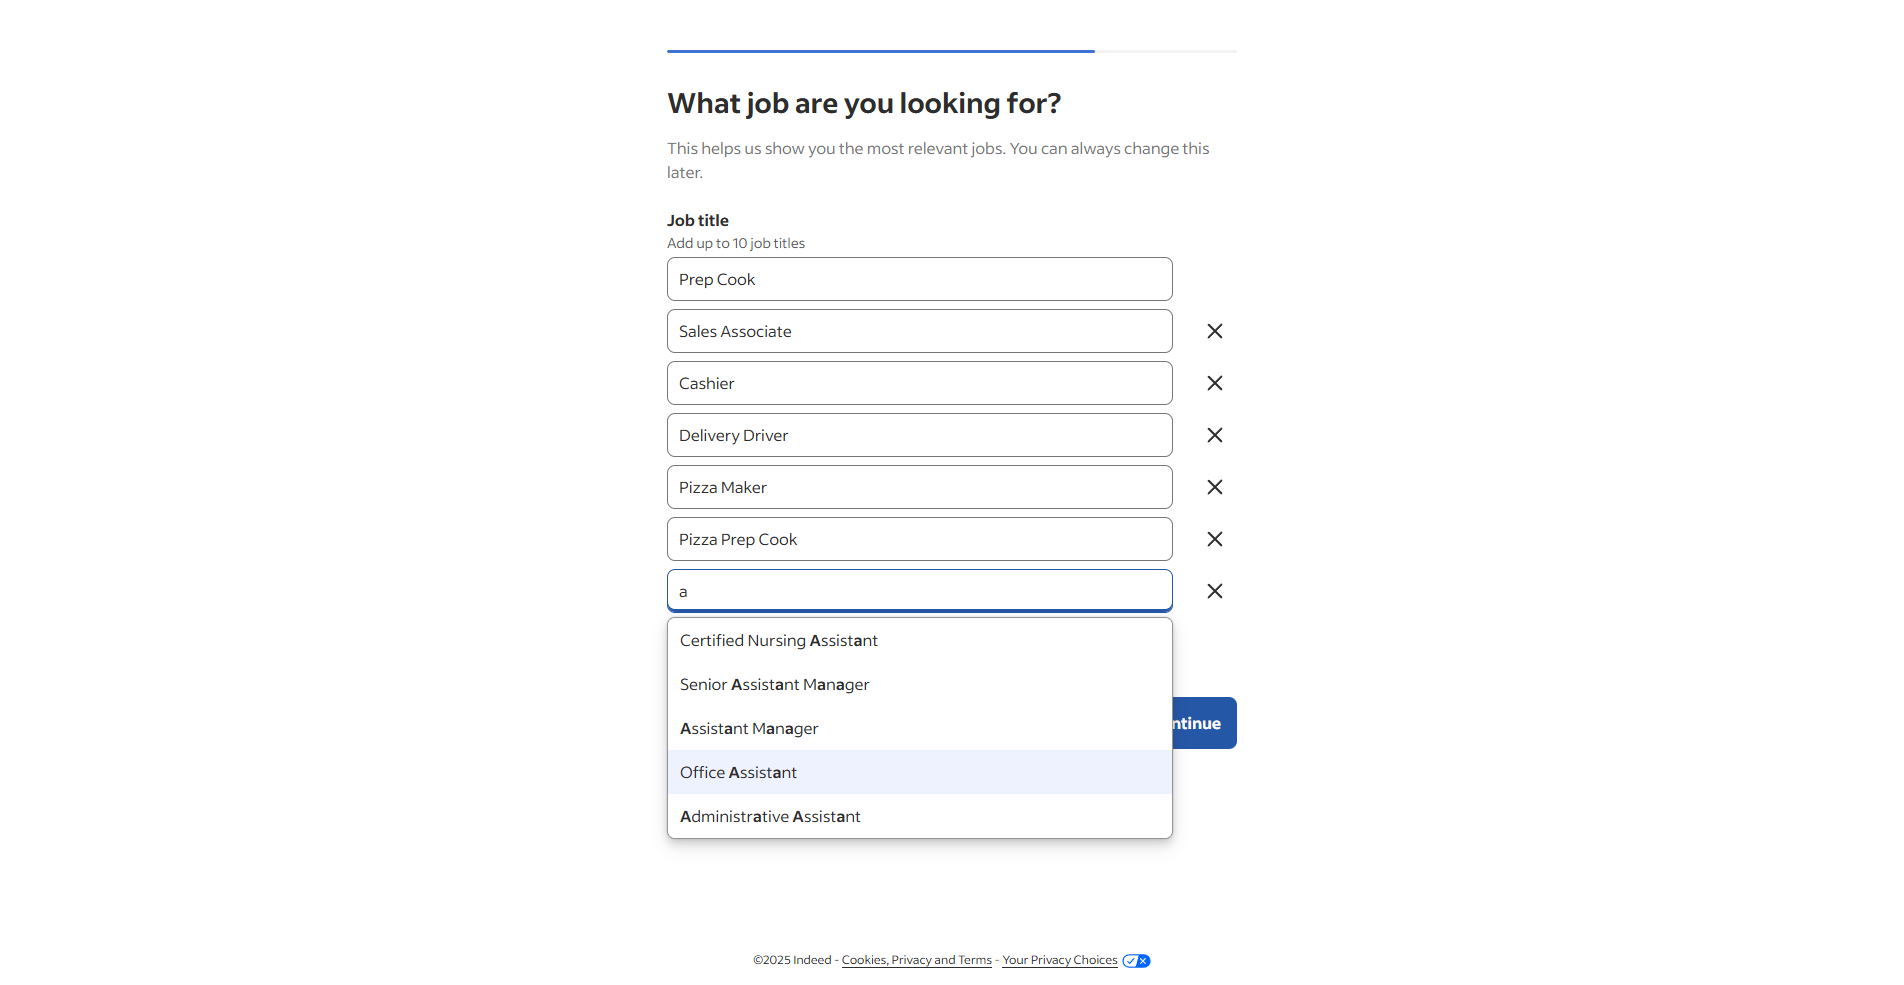 What job are you looking for?
This helps us show you the most relevant jobs. You can always change this
later.
Job title
Add up to 10 job titles
Prep Cook
Sales Associate
Cashier
Delivery Driver
Pizza Maker
Pizza Prep Cook
a
Certified Nursing Assistant
Senior Assistant Manager
Assistant Manager
ntinue
Office Assistant
Administrative Assistant
©2025 Indeed - Cookies, Privacy and Terms - Your Privacy Choices